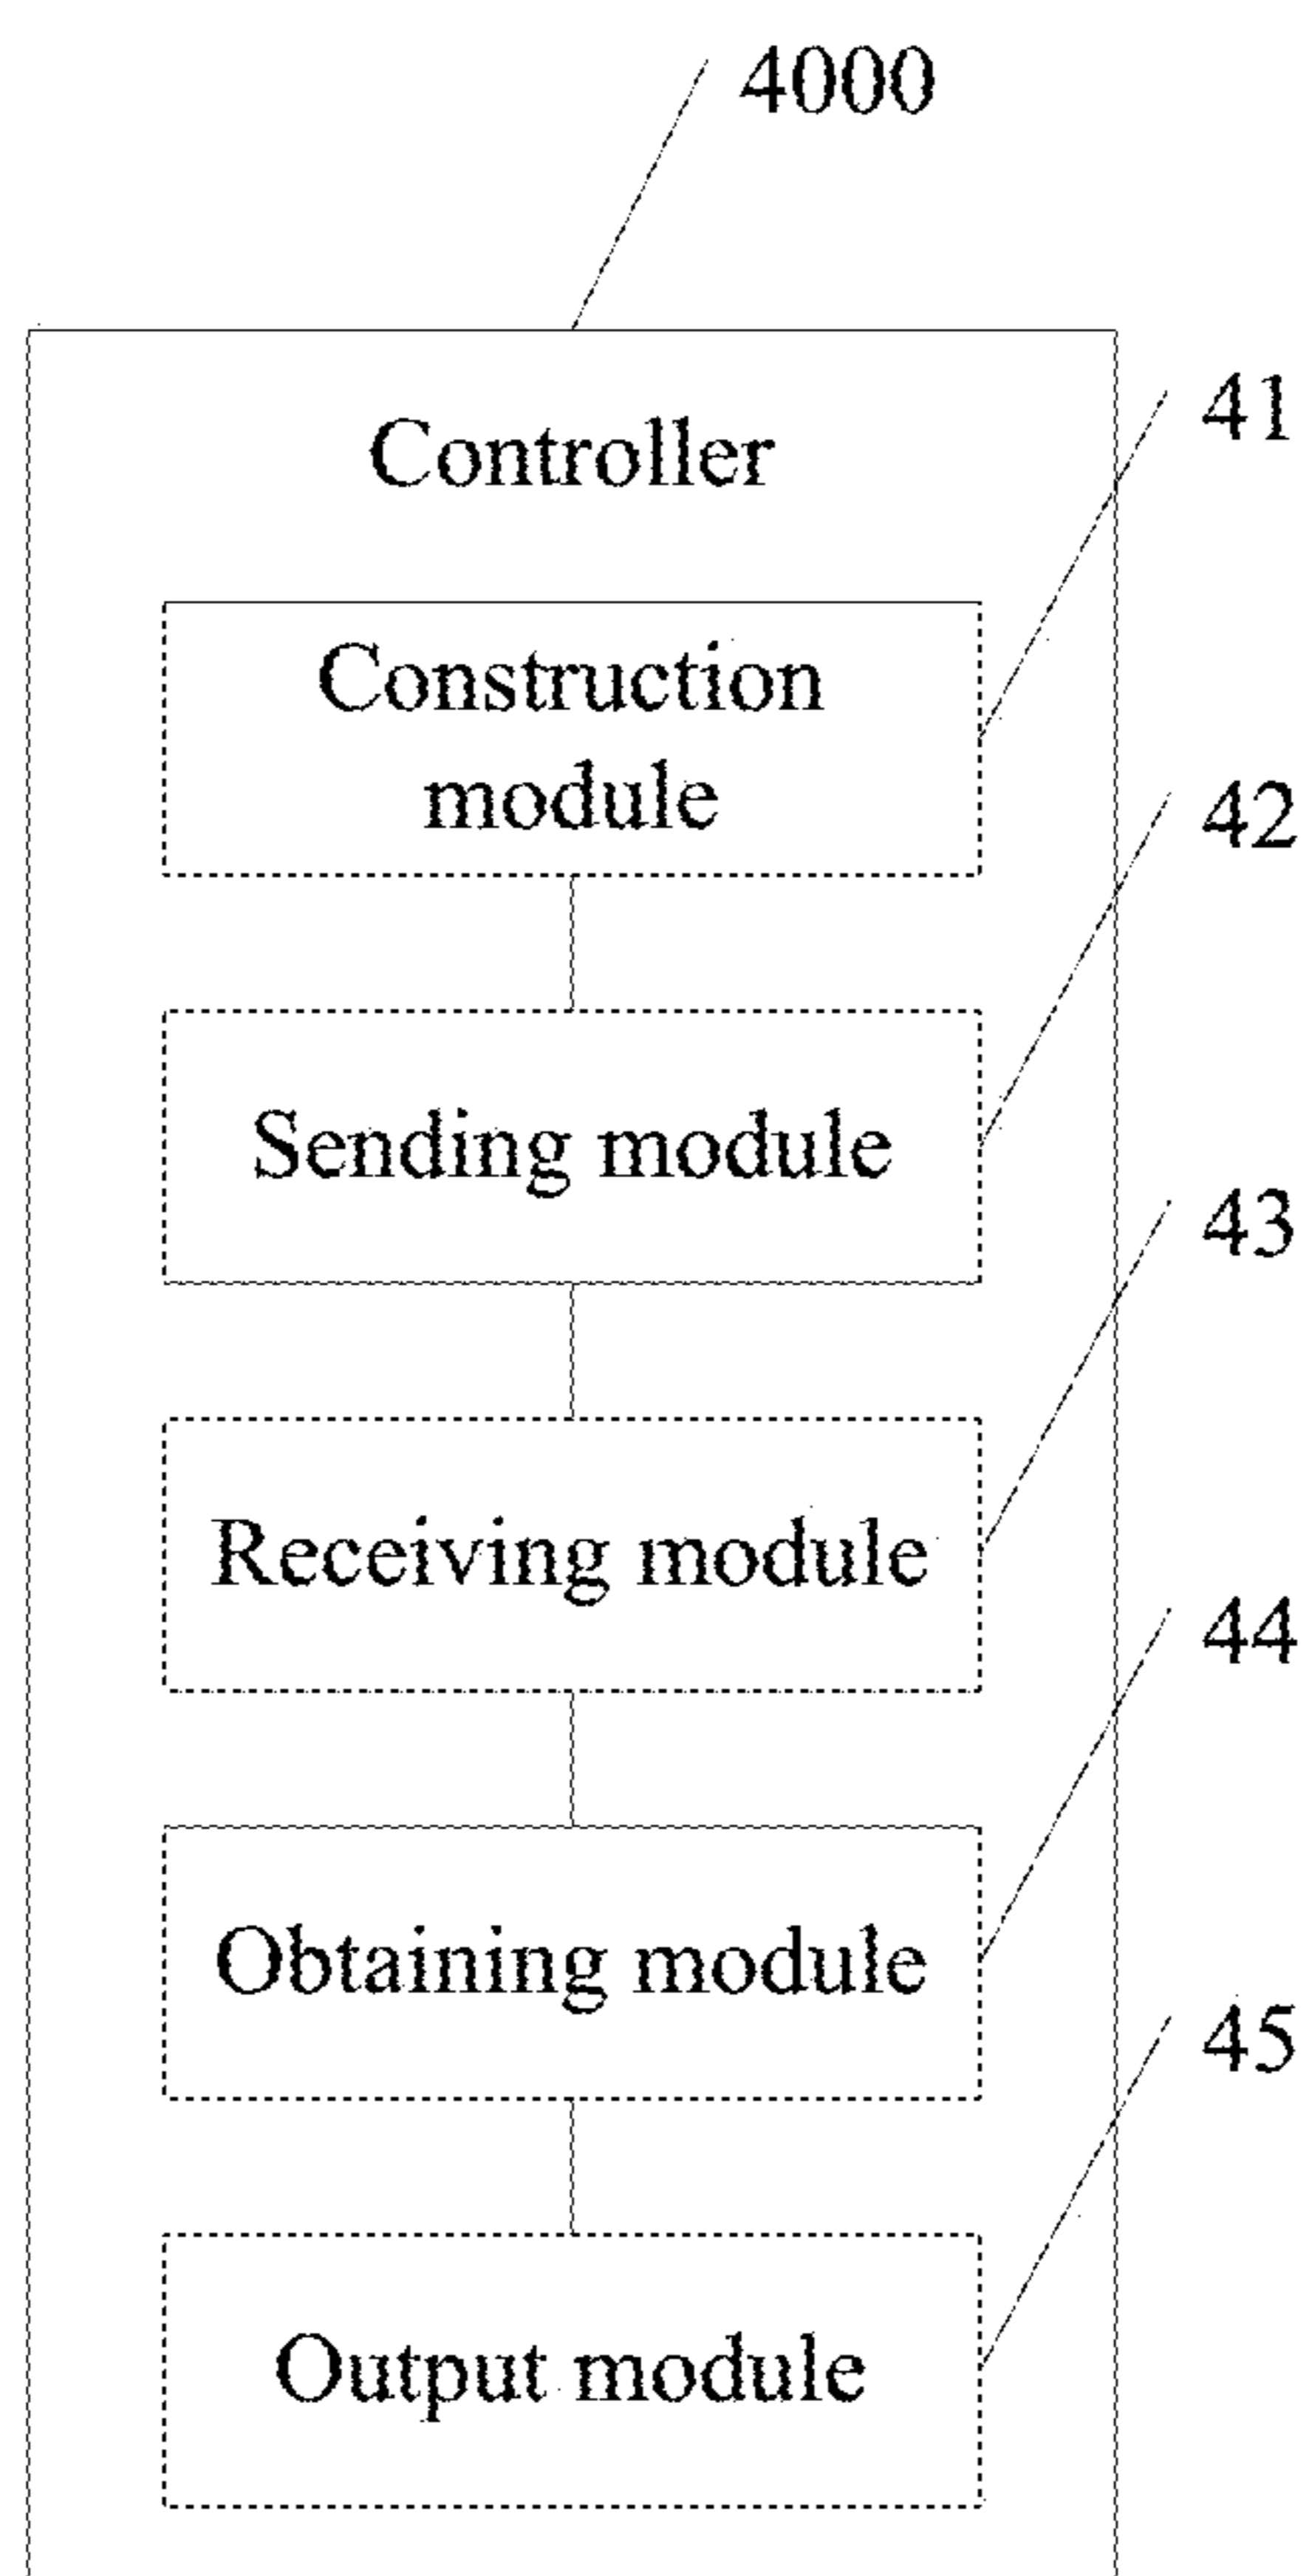 4000
Controller
41
Construction
module
42
Sending module
43
Receiving module
44
Obtaining module
45
Output module